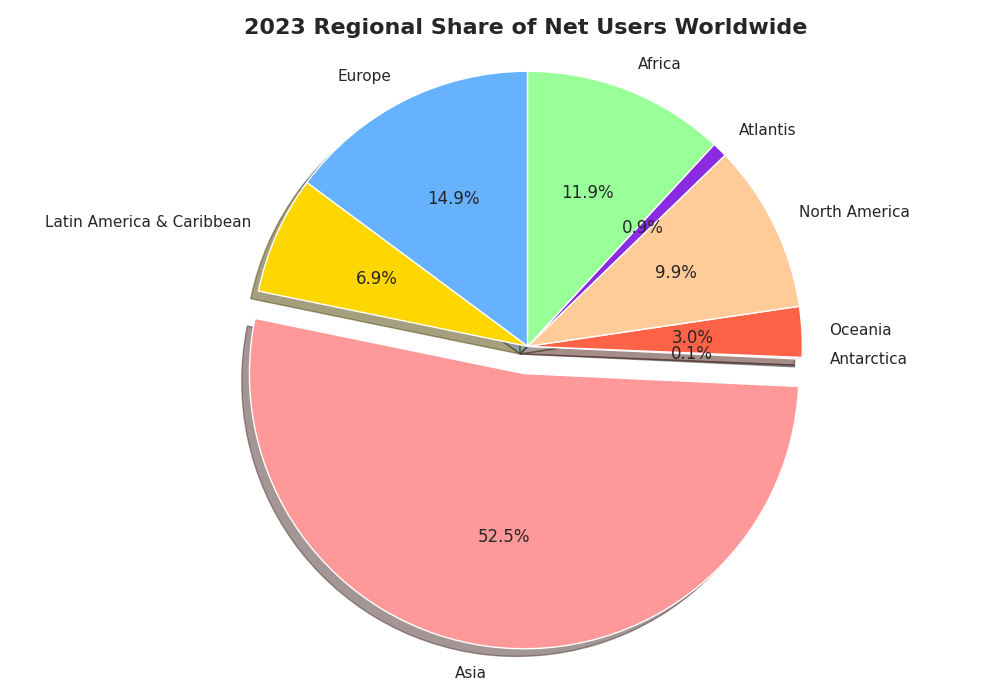 2023 Regional Share of Net Users Worldwide
Africa
Europe
Atlantis
11.9%
14.9%
North America
Latin America & Caribbean
0.9%
9.9%
6.9%
Oceania
3.0%
0.1%
Antarctica
52.5%
Asia